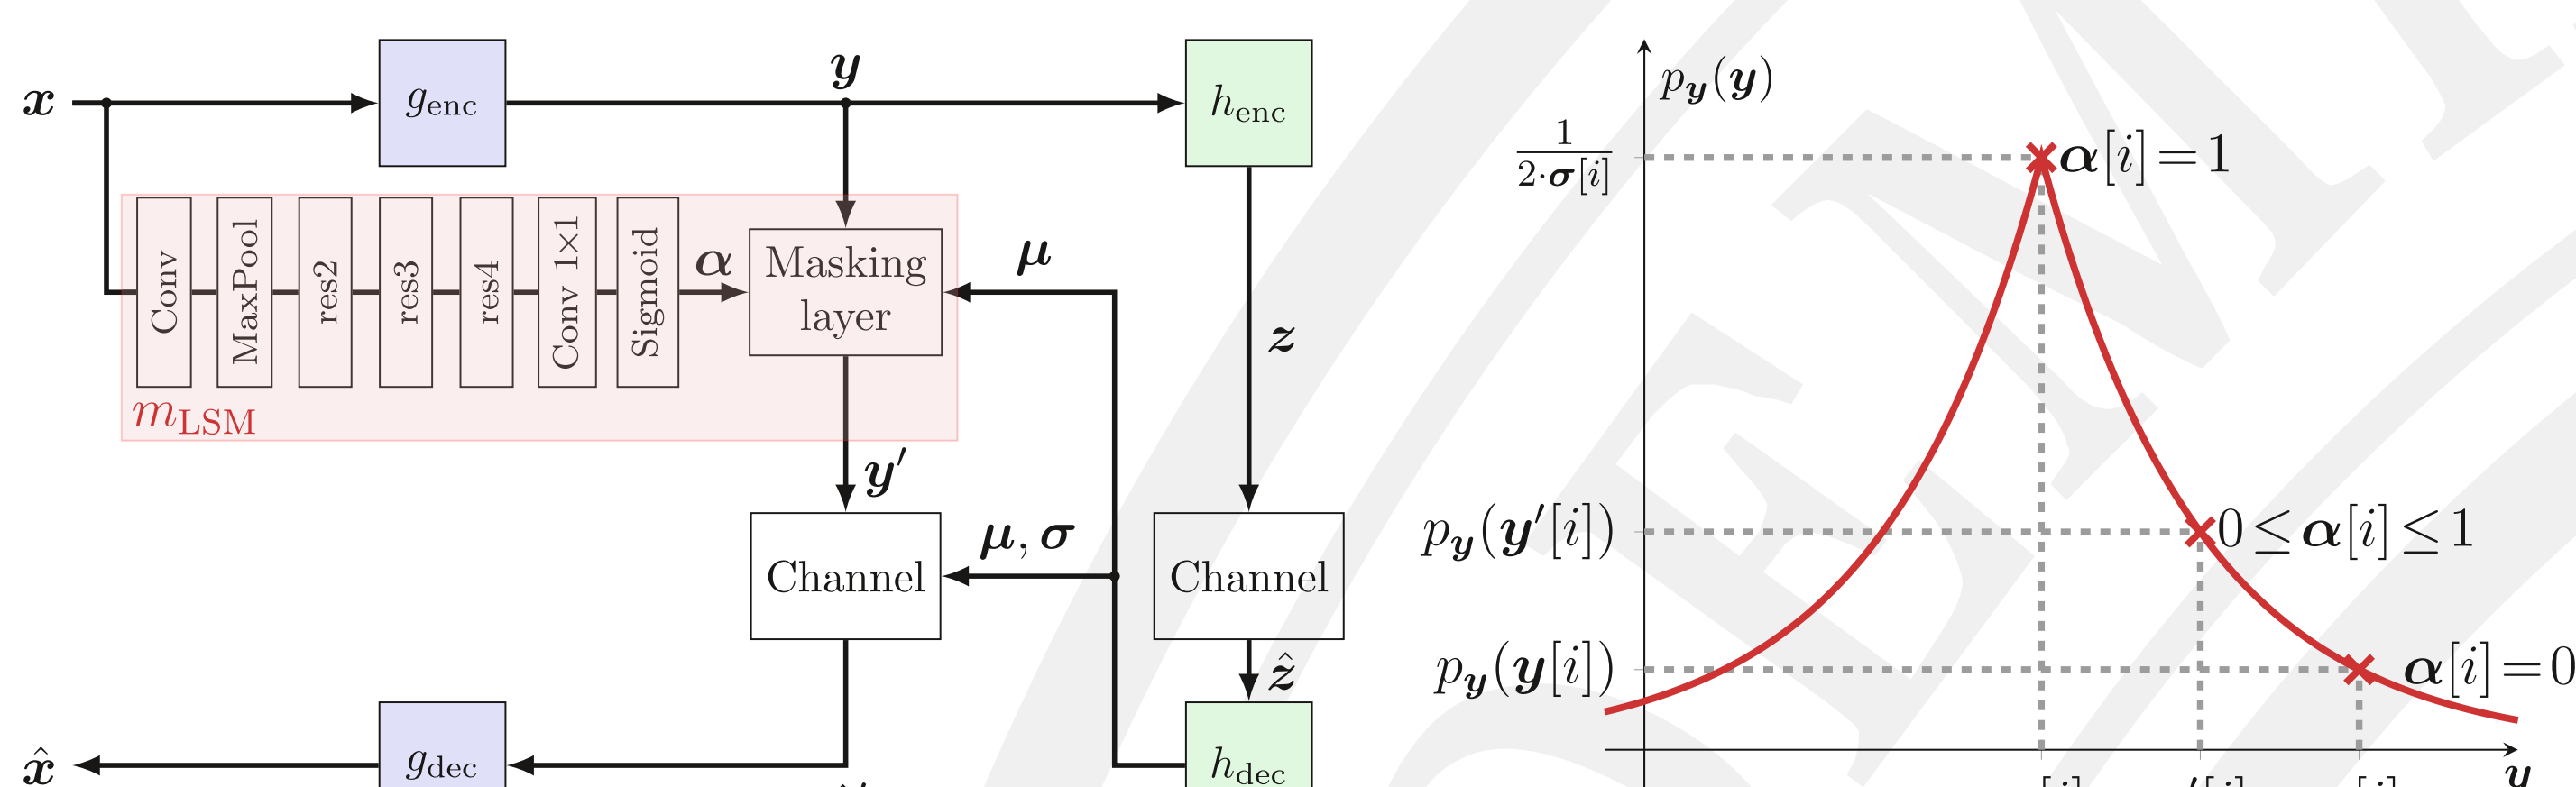 x
g_enc
y
h_enc
Conv
MaxPool
res2
res3
res4
Conv 1×1
Sigmoid
α
Masking
layer
μ
z
m_LSM
y′
μ, σ
Channel
Channel
ẑ
x̂
g_dec
h_dec
p_y(y)
1
2·σ[i]
α[i] = 1
p_y(y′[i])
0 ≤ α[i] ≤ 1
p_y(y[i])
α[i] = 0
y